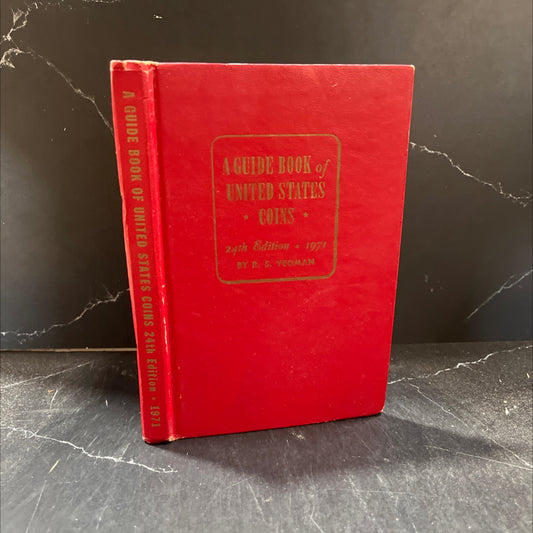 A GUIDE BOOK OF UNITED STATES COINS 24th Edition • 1971
A GUIDE BOOK of
UNITED STATES
• COINS •
24th Edition • 1971
BY R. S. YEOMAN